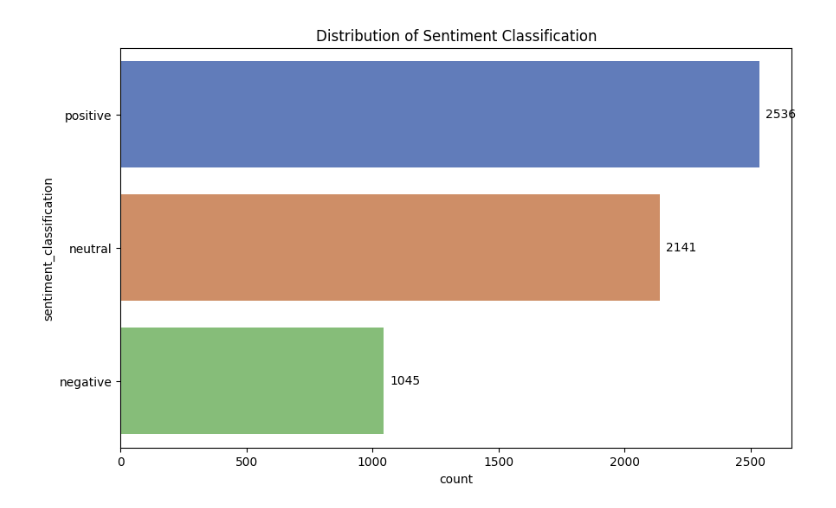 Distribution of Sentiment Classification
positive
2536
neutral
2141
negative
1045
sentiment_classification
0 500 1000 1500 2000 2500
count